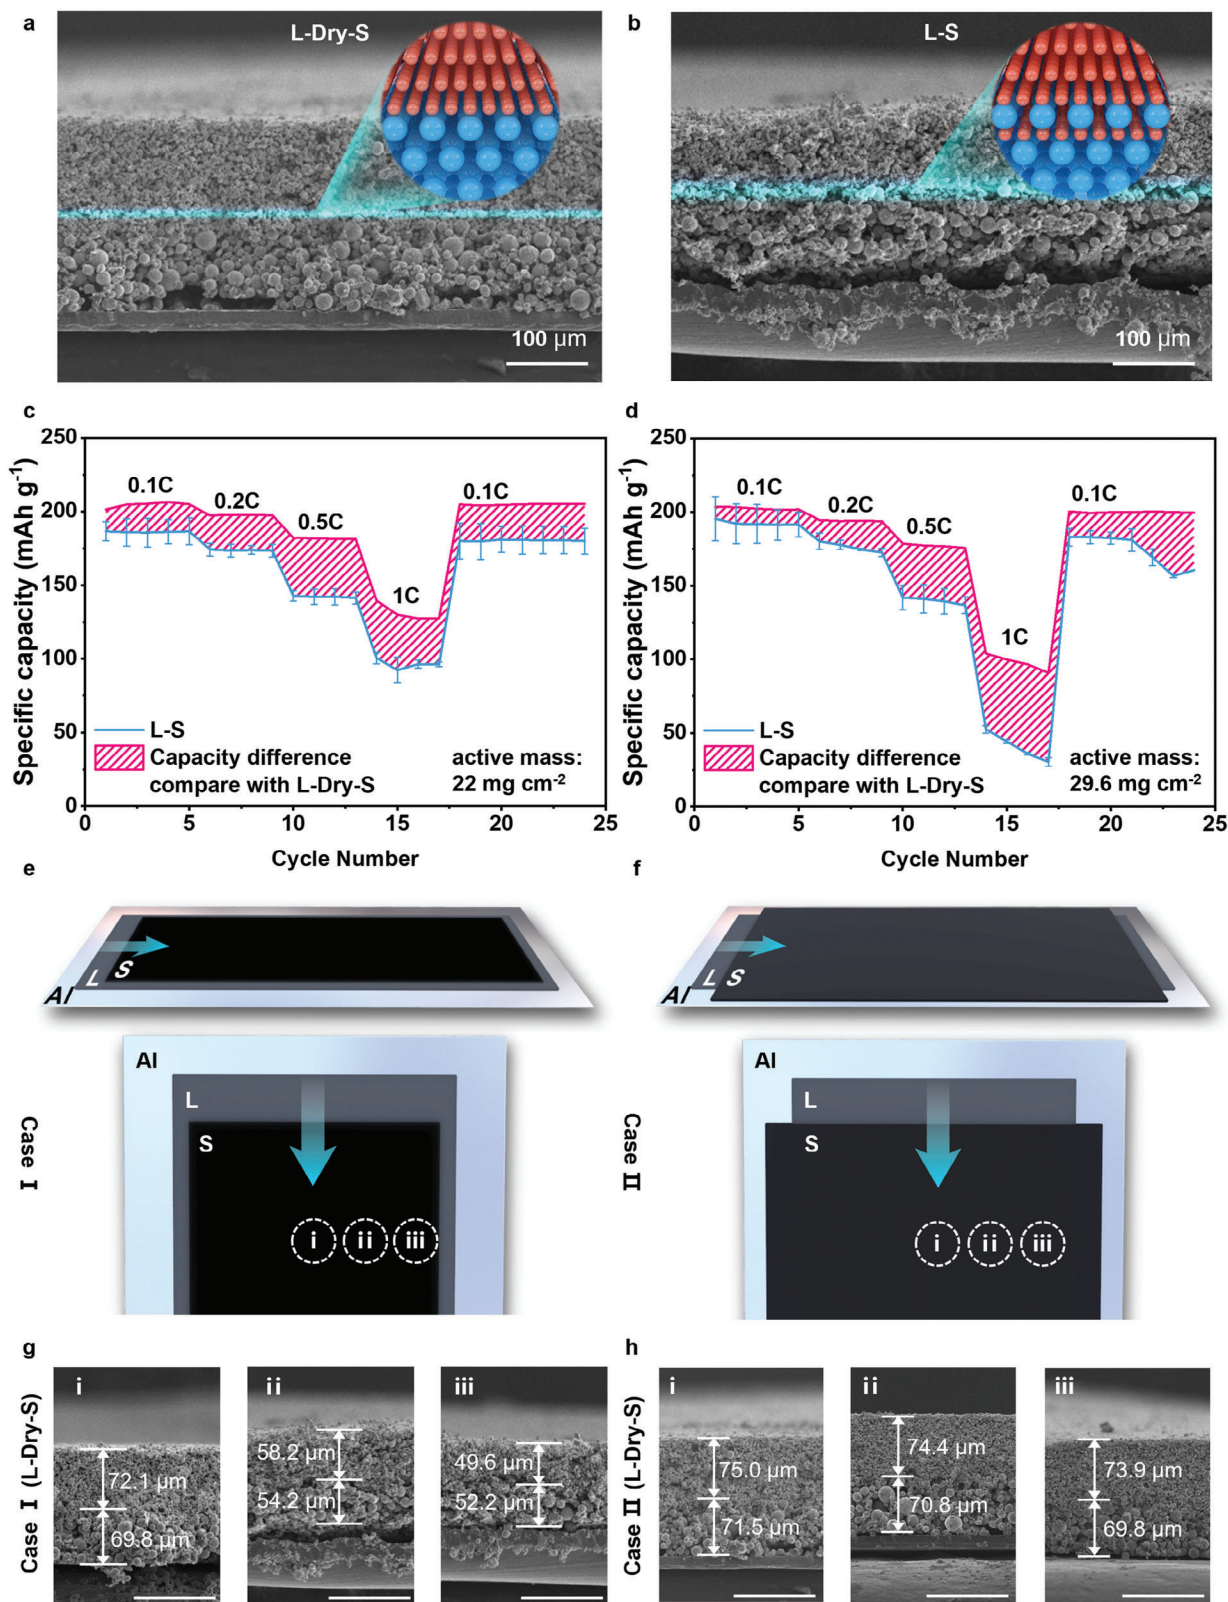 a
L-Dry-S
100 µm
b
L-S
100 µm
c
Specific capacity (mAh g⁻¹)
250
200
150
100
50
0
0.1C
0.2C
0.5C
1C
0.1C
L-S
Capacity difference
compare with L-Dry-S
active mass:
22 mg cm⁻²
0 5 10 15 20 25
Cycle Number
d
Specific capacity (mAh g⁻¹)
250
200
150
100
50
0
0.1C
0.2C
0.5C
1C
0.1C
L-S
Capacity difference
compare with L-Dry-S
active mass:
29.6 mg cm⁻²
0 5 10 15 20 25
Cycle Number
e
Al
L
S
Case I
Al
L
S
i ii iii
f
Al
L
S
Case II
Al
L
S
i ii iii
g
Case I (L-Dry-S)
i
72.1 µm
69.8 µm
ii
58.2 µm
54.2 µm
iii
49.6 µm
52.2 µm
h
Case II (L-Dry-S)
i
75.0 µm
71.5 µm
ii
74.4 µm
70.8 µm
iii
73.9 µm
69.8 µm